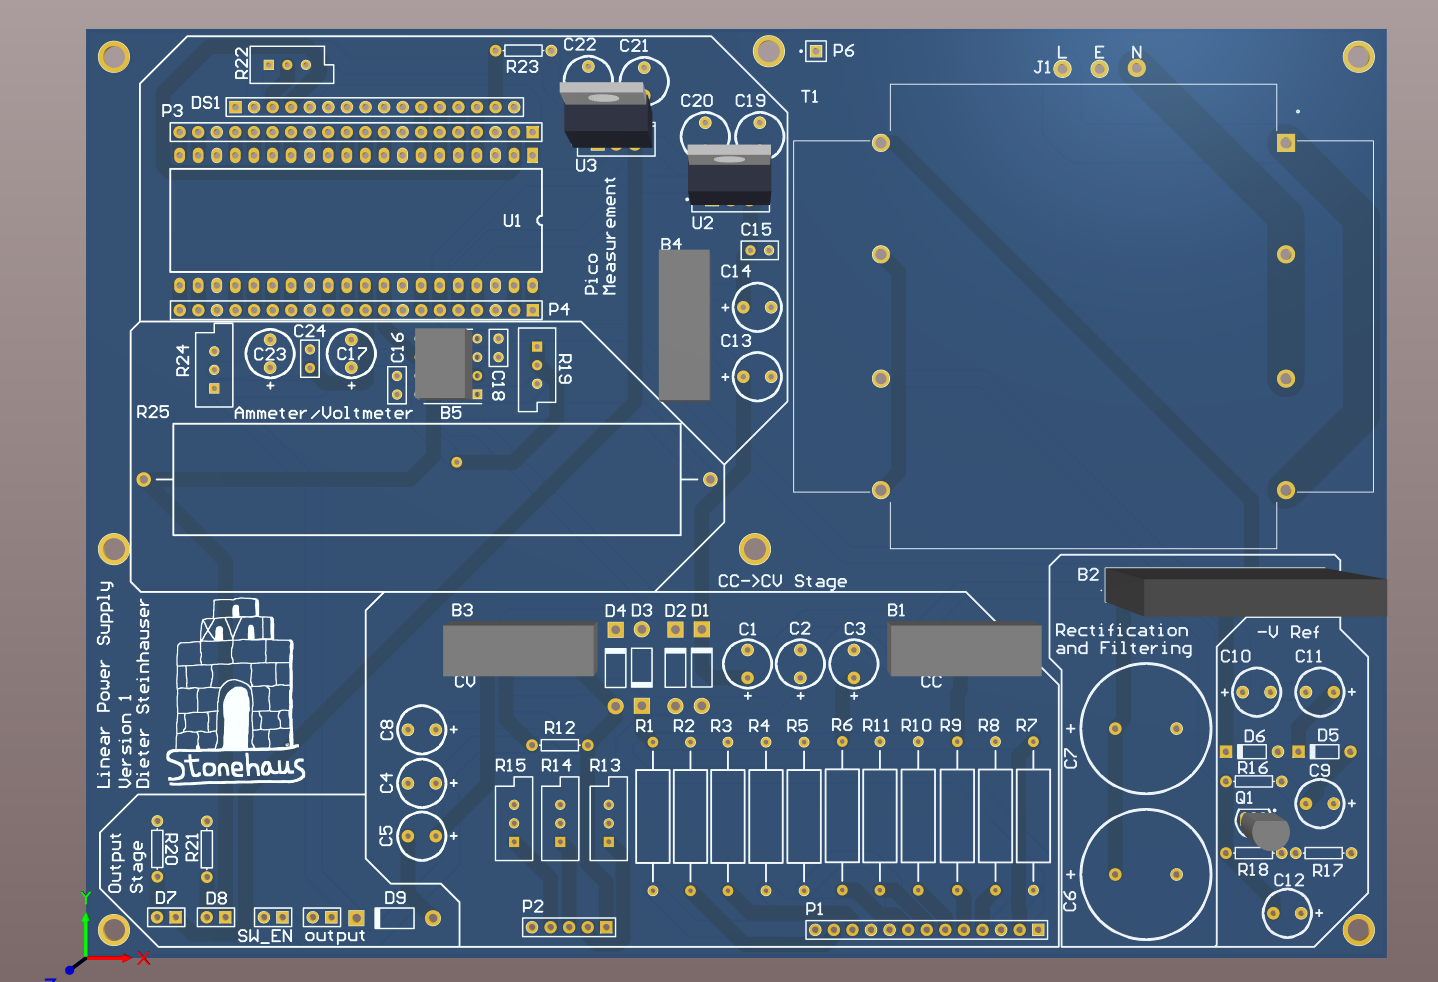 C22
C21
L
E
N
R22
P6
J1
R23
T1
DS1
P3
C20
C19
U3
U1
U2
Pico
Measurement
C15
B4
C14
+
P4
C13
+
R24
C23
+
C24
C17
+
C16
C18
R19
R25
Ammeter/Voltmeter
B5
CC->CV Stage
B2
Linear Power Supply
Version 1
Dieter Steinhauser
Stonehaus
B3
D4
D3
D2
D1
B1
C1
+
C2
+
C3
+
CV
CC
Rectification
and Filtering
-V Ref
C10
+
C11
+
C8
+
R12
R1
R2
R3
R4
R5
R6
R11
R10
R9
R8
R7
C7
+
D6
D5
R15
R14
R13
C4
+
R16
C9
+
Q1
C5
+
Output
Stage
R20
R21
R18
R17
C6
+
C12
+
D7
D8
D9
P2
P1
SW_EN
output
Y
X